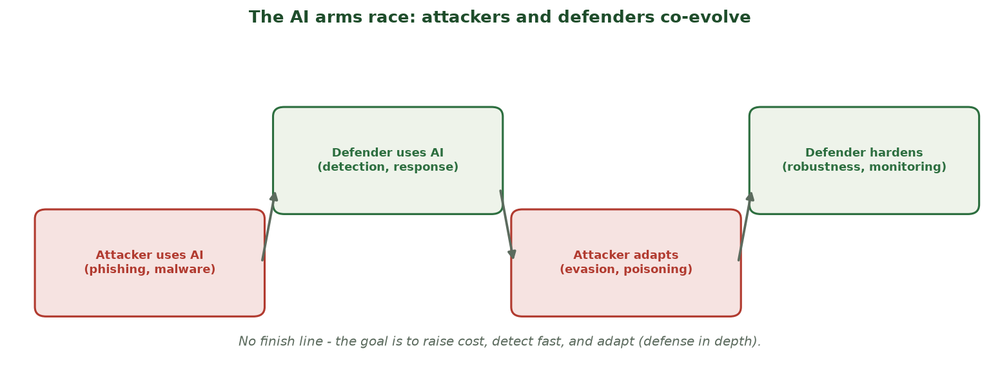 The AI arms race: attackers and defenders co-evolve
Attacker uses AI
(phishing, malware)
Defender uses AI
(detection, response)
Attacker adapts
(evasion, poisoning)
Defender hardens
(robustness, monitoring)
No finish line - the goal is to raise cost, detect fast, and adapt (defense in depth).